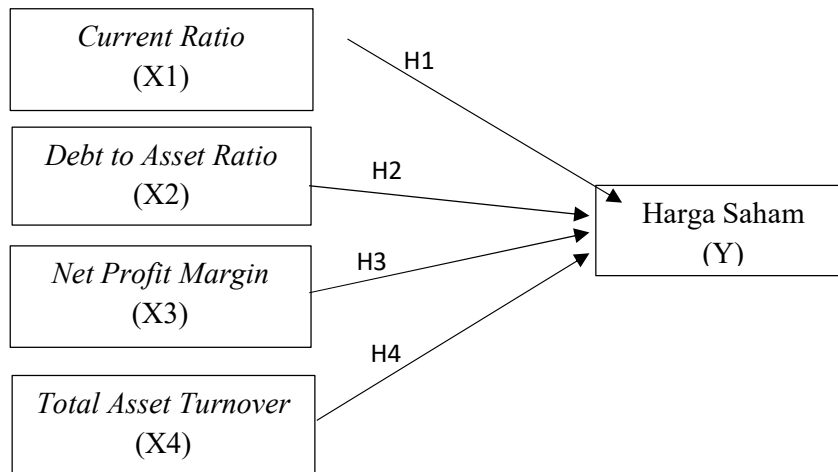 Current Ratio
(X1)
H1
Debt to Asset Ratio
(X2)
H2
Harga Saham
(Y)
Net Profit Margin
(X3)
H3
H4
Total Asset Turnover
(X4)